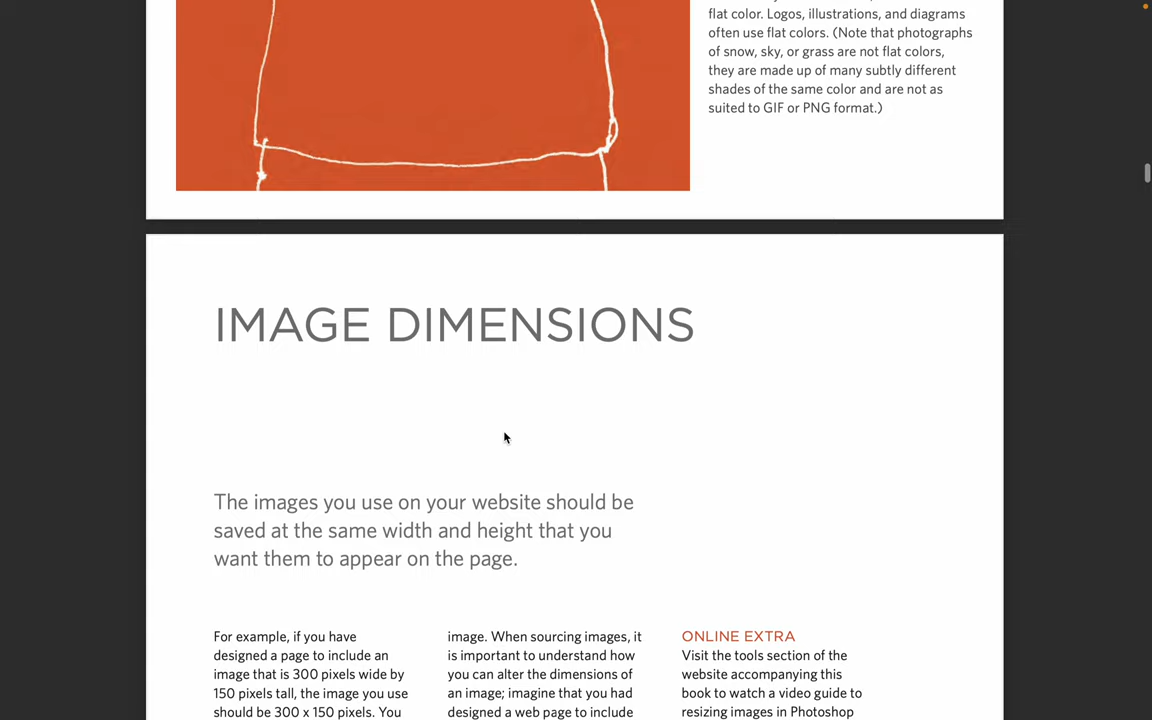 flat color. Logos, illustrations, and diagrams
often use flat colors. (Note that photographs
of snow, sky, or grass are not flat colors,
they are made up of many subtly different
shades of the same color and are not as
suited to GIF or PNG format.)
IMAGE DIMENSIONS
The images you use on your website should be
saved at the same width and height that you
want them to appear on the page.
For example, if you have
designed a page to include an
image that is 300 pixels wide by
150 pixels tall, the image you use
should be 300 x 150 pixels. You
image. When sourcing images, it
is important to understand how
you can alter the dimensions of
an image; imagine that you had
designed a web page to include
ONLINE EXTRA
Visit the tools section of the
website accompanying this
book to watch a video guide to
resizing images in Photoshop